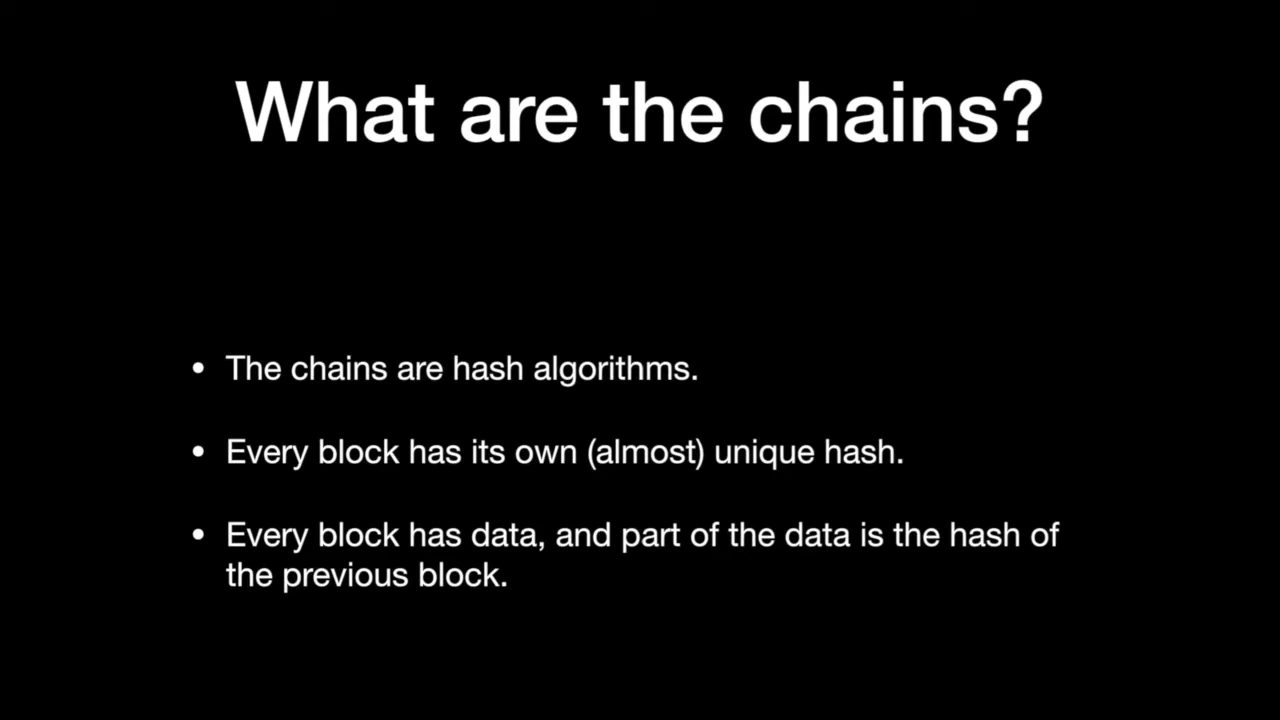 What are the chains?
• The chains are hash algorithms.
• Every block has its own (almost) unique hash.
• Every block has data, and part of the data is the hash of
the previous block.